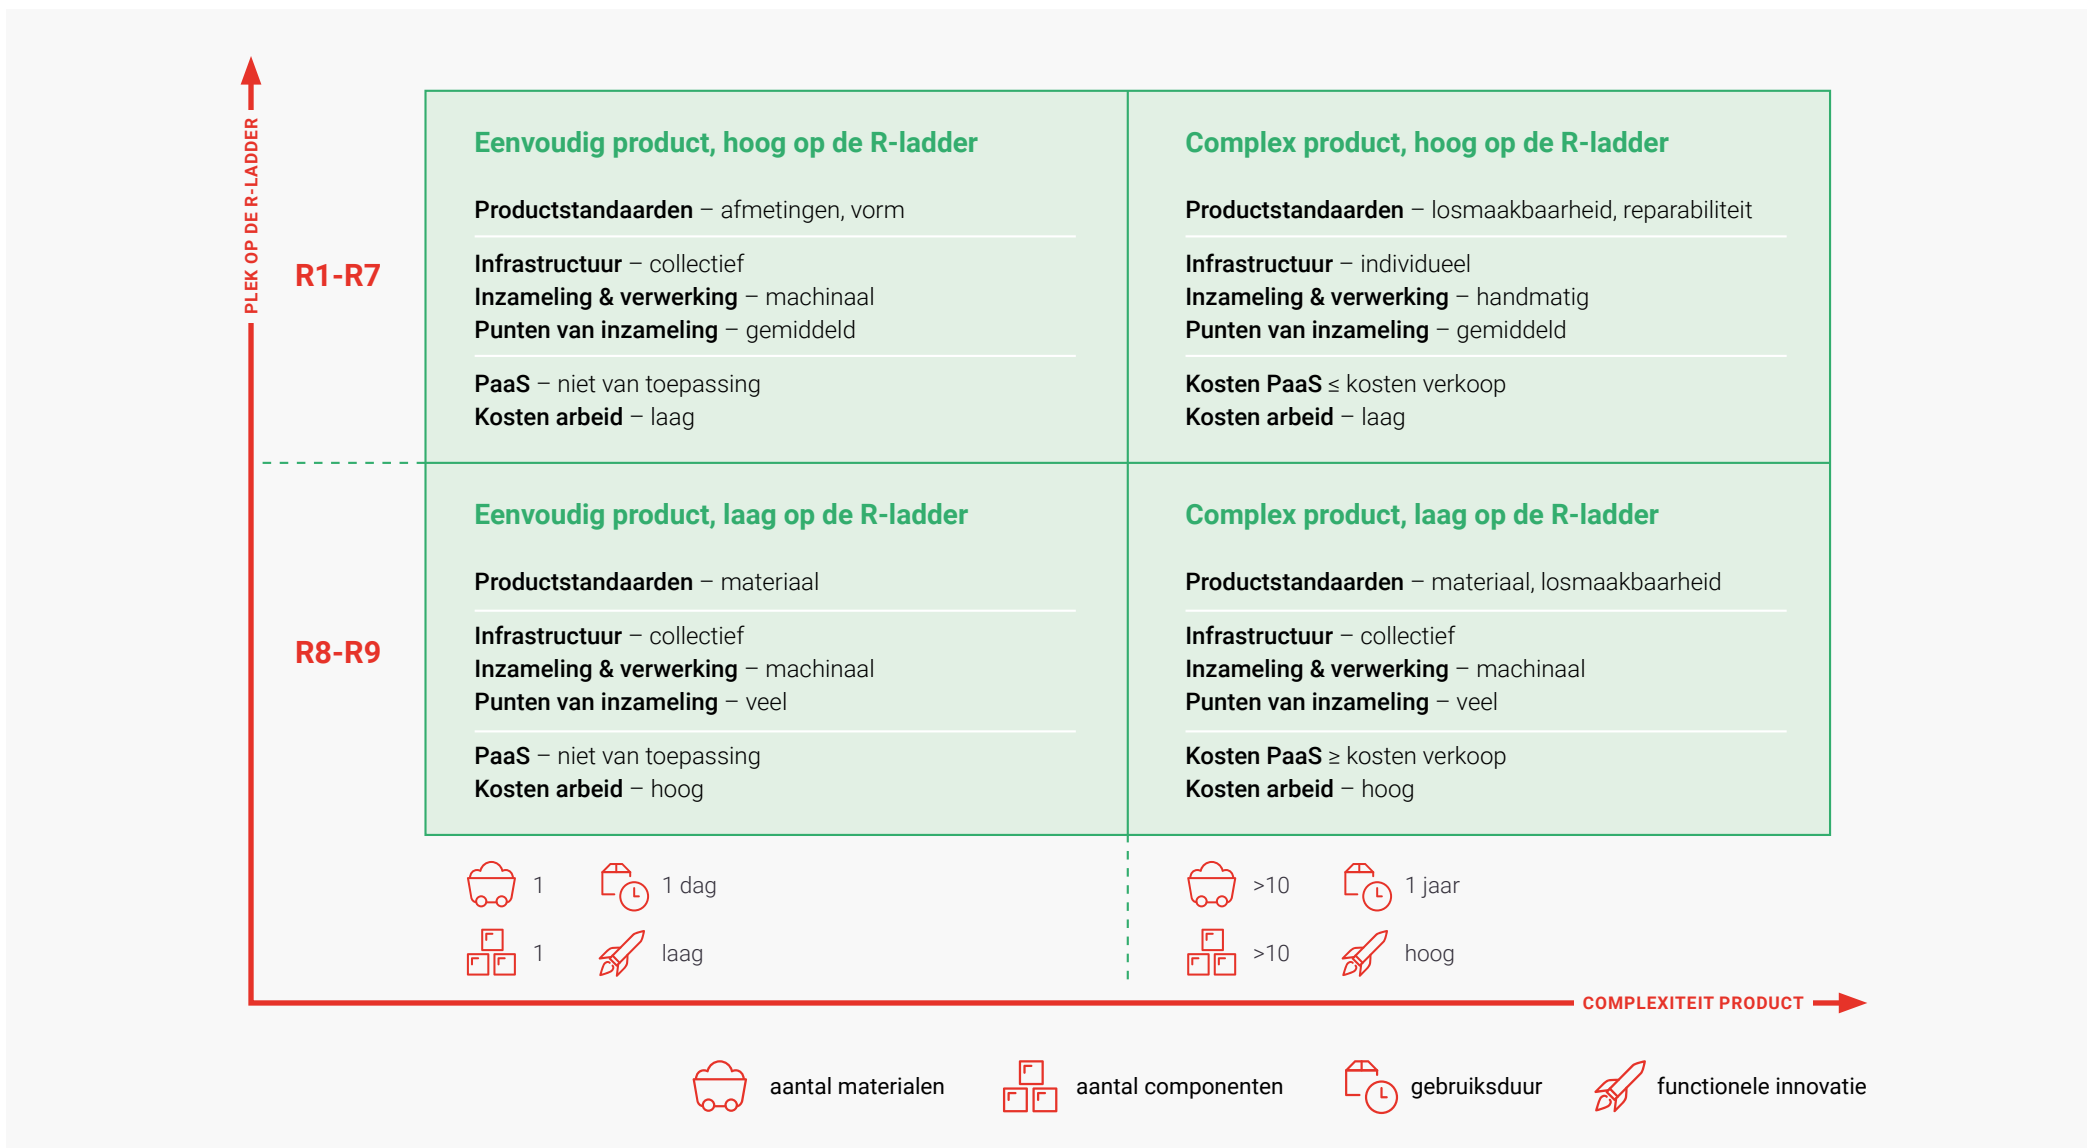 PLEK OP DE R-LADDER
R1-R7
Eenvoudig product, hoog op de R-ladder
Productstandaarden – afmetingen, vorm
Infrastructuur – collectief
Inzameling & verwerking – machinaal
Punten van inzameling – gemiddeld
PaaS – niet van toepassing
Kosten arbeid – laag
Complex product, hoog op de R-ladder
Productstandaarden – losmaakbaarheid, reparabiliteit
Infrastructuur – individueel
Inzameling & verwerking – handmatig
Punten van inzameling – gemiddeld
Kosten PaaS ≤ kosten verkoop
Kosten arbeid – laag
R8-R9
Eenvoudig product, laag op de R-ladder
Productstandaarden – materiaal
Infrastructuur – collectief
Inzameling & verwerking – machinaal
Punten van inzameling – veel
PaaS – niet van toepassing
Kosten arbeid – hoog
Complex product, laag op de R-ladder
Productstandaarden – materiaal, losmaakbaarheid
Infrastructuur – collectief
Inzameling & verwerking – machinaal
Punten van inzameling – veel
Kosten PaaS ≥ kosten verkoop
Kosten arbeid – hoog
1 1 dag
1 laag
>10 1 jaar
>10 hoog
COMPLEXITEIT PRODUCT
aantal materialen aantal componenten gebruiksduur functionele innovatie